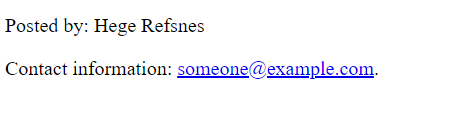 Posted by: Hege Refsnes
Contact information: someone@example.com.